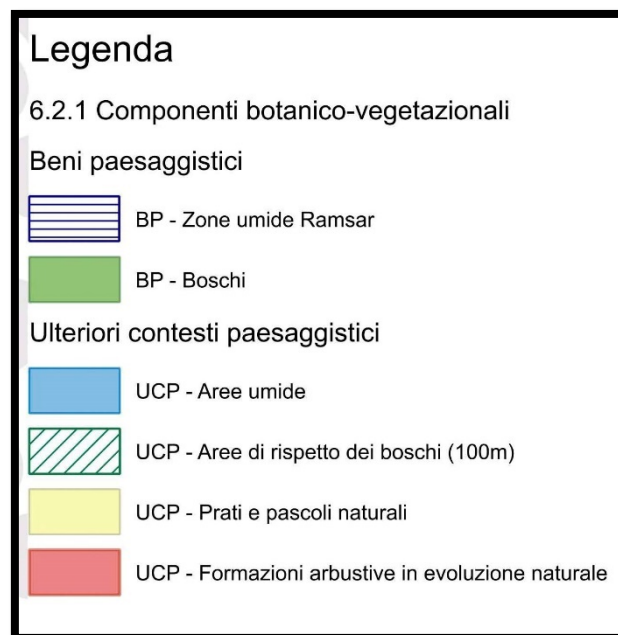 Legenda
6.2.1 Componenti botanico-vegetazionali
Beni paesaggistici
BP - Zone umide Ramsar
BP - Boschi
Ulteriori contesti paesaggistici
UCP - Aree umide
UCP - Aree di rispetto dei boschi (100m)
UCP - Prati e pascoli naturali
UCP - Formazioni arbustive in evoluzione naturale